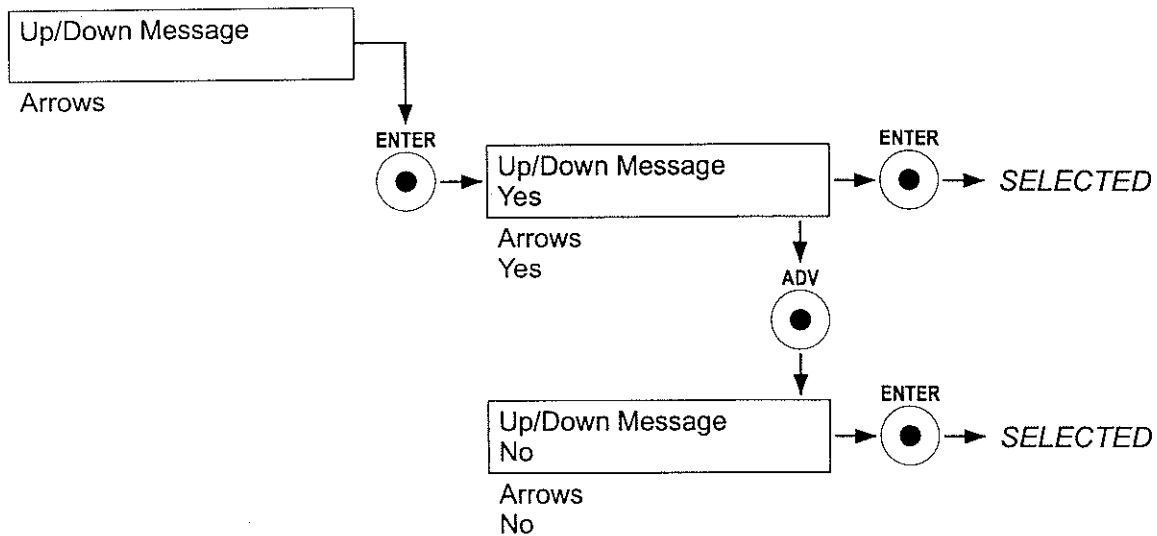 Up/Down Message
Arrows
ENTER
Up/Down Message
Yes
Arrows
Yes
ENTER
SELECTED
ADV
Up/Down Message
No
Arrows
No
ENTER
SELECTED